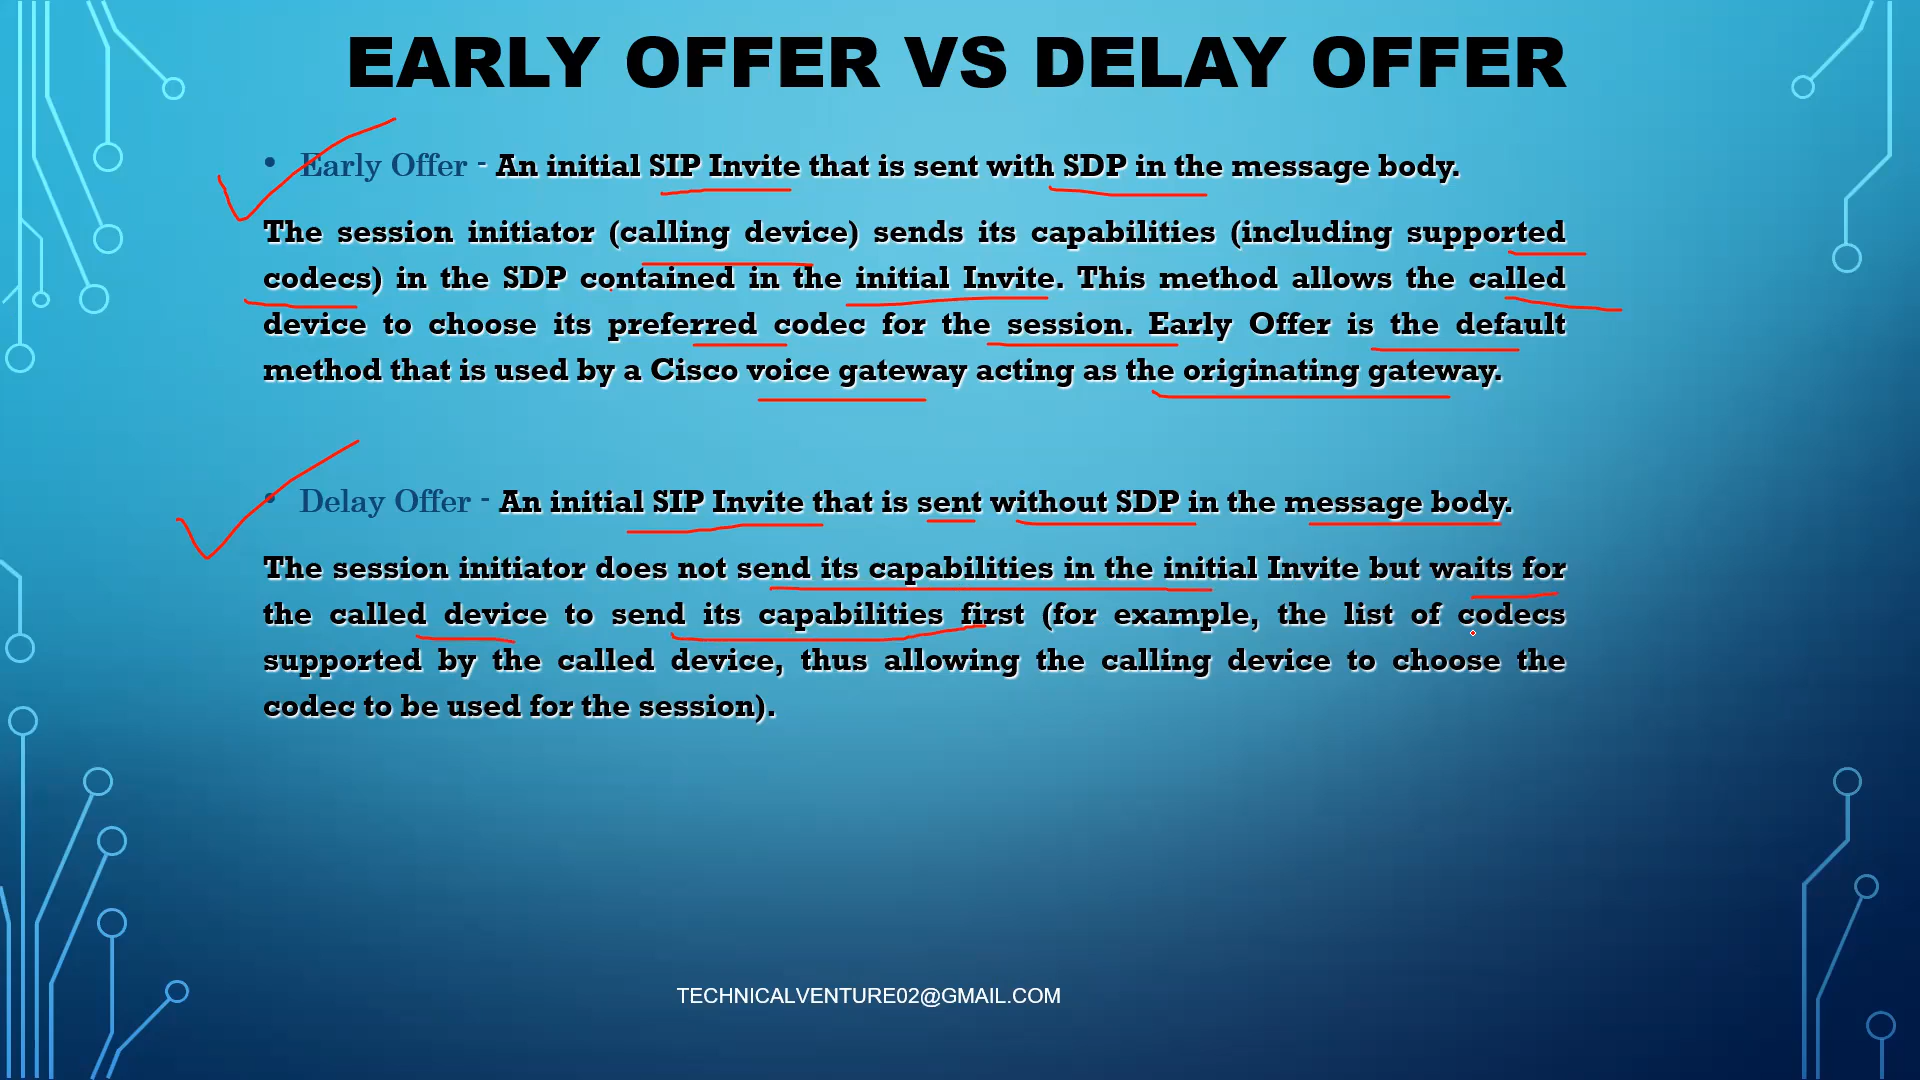 EARLY OFFER VS DELAY OFFER
• Early Offer - An initial SIP Invite that is sent with SDP in the message body.
The session initiator (calling device) sends its capabilities (including supported
codecs) in the SDP contained in the initial Invite. This method allows the called
device to choose its preferred codec for the session. Early Offer is the default
method that is used by a Cisco voice gateway acting as the originating gateway.
• Delay Offer - An initial SIP Invite that is sent without SDP in the message body.
The session initiator does not send its capabilities in the initial Invite but waits for
the called device to send its capabilities first (for example, the list of codecs
supported by the called device, thus allowing the calling device to choose the
codec to be used for the session).
TECHNICALVENTURE02@GMAIL.COM